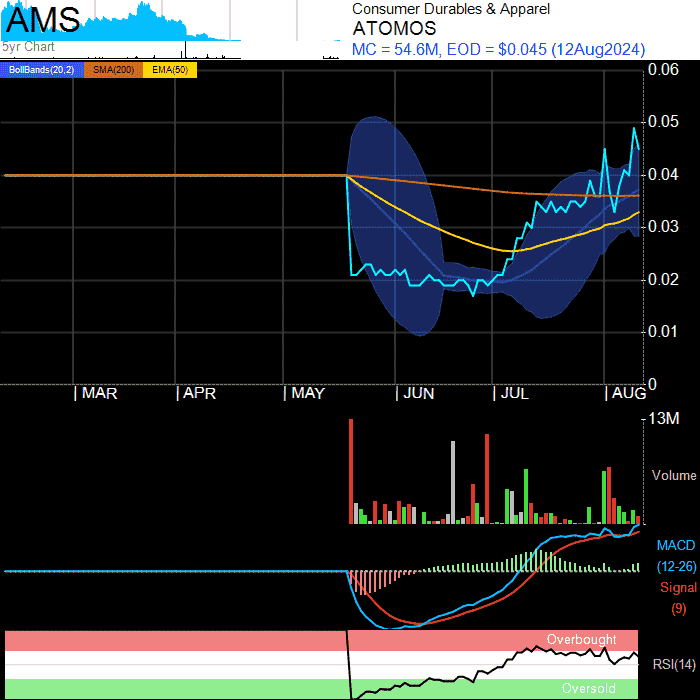 AMS
5yr Chart
Consumer Durables & Apparel
ATOMOS
MC = 54.6M, EOD = $0.045 (12Aug2024)
BollBands(20,2) SMA(200) EMA(50)
0.06
0.05
0.04
0.03
0.02
0.01
0
| MAR | APR | MAY | JUN | JUL | AUG
13M
Volume
MACD
(12-26)
Signal
(9)
Overbought
RSI(14)
Oversold